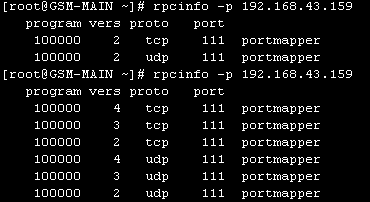 [root@GSM-MAIN ~]# rpcinfo -p 192.168.43.159
   program vers proto   port
    100000    2   tcp    111  portmapper
    100000    2   udp    111  portmapper
[root@GSM-MAIN ~]# rpcinfo -p 192.168.43.159
   program vers proto   port
    100000    4   tcp    111  portmapper
    100000    3   tcp    111  portmapper
    100000    2   tcp    111  portmapper
    100000    4   udp    111  portmapper
    100000    3   udp    111  portmapper
    100000    2   udp    111  portmapper